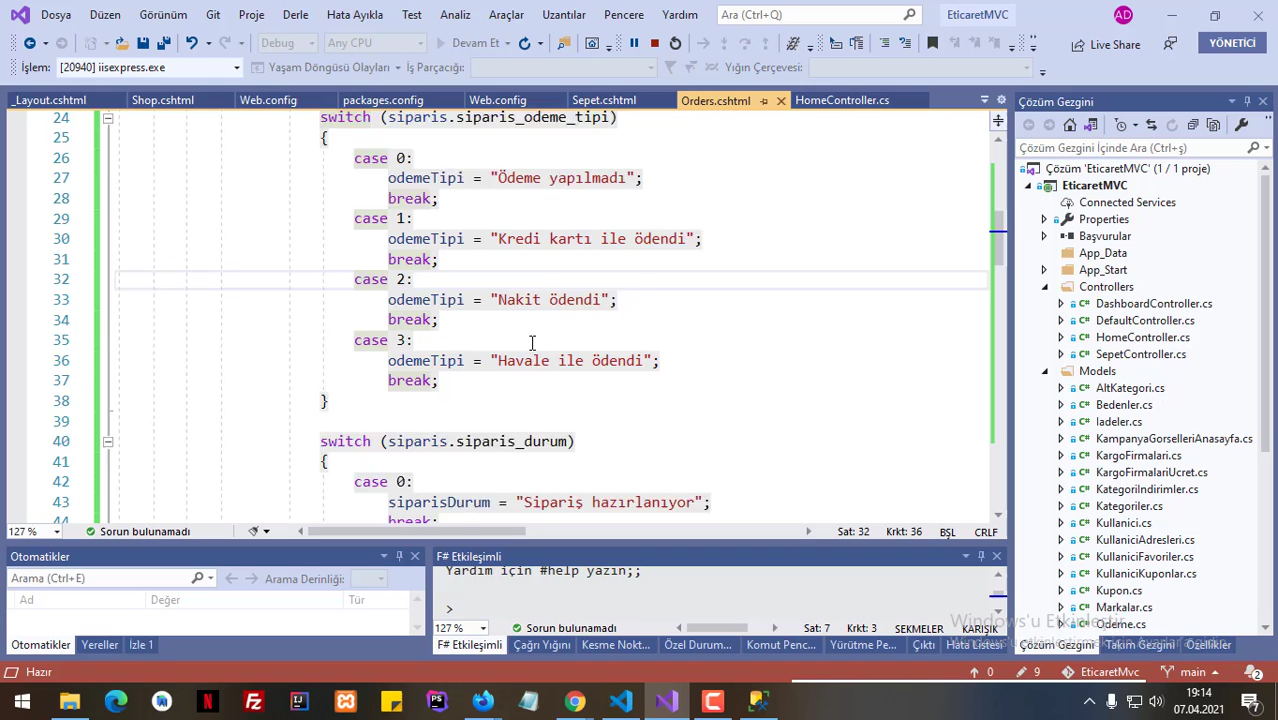 Dosya Düzen Görünüm Git Proje Derle Hata Ayıkla Test Analiz Araçlar Uzantılar Pencere Yardım Ara (Ctrl+Q) EticaretMVC AD
Debug Any CPU Devam Et Live Share YÖNETİCİ
İşlem: [20940] iisexpress.exe Yaşam Döngüsü Olayları İş Parçacığı: Yığın Çerçevesi:
_Layout.cshtml Shop.cshtml Web.config packages.config Web.config Sepet.cshtml Orders.cshtml HomeController.cs
24 switch (siparis.siparis_odeme_tipi)
25 {
26 case 0:
27 odemeTipi = "Ödeme yapılmadı";
28 break;
29 case 1:
30 odemeTipi = "Kredi kartı ile ödendi";
31 break;
32 case 2:
33 odemeTipi = "Nakit ödendi";
34 break;
35 case 3:
36 odemeTipi = "Havale ile ödendi";
37 break;
38 }
39
40 switch (siparis.siparis_durum)
41 {
42 case 0:
43 siparisDurum = "Sipariş hazırlanıyor";
44 break;
127 % Sorun bulunamadı Sat: 32 Krkt: 36 BŞL CRLF
Çözüm Gezgini
Çözüm Gezgini İçinde Ara (Ctrl+ş)
Çözüm 'EticaretMVC' (1 / 1 proje)
EticaretMVC
Connected Services
Properties
Başvurular
App_Data
App_Start
Controllers
DashboardController.cs
DefaultController.cs
HomeController.cs
SepetController.cs
Models
AltKategori.cs
Bedenler.cs
Iadeler.cs
KampanyaGorselleriAnasayfa.cs
KargoFirmalari.cs
KargoFirmalariUcret.cs
KategoriIndirimler.cs
Kategoriler.cs
Kullanici.cs
KullaniciAdresleri.cs
KullaniciFavoriler.cs
KullaniciKuponlar.cs
Kupon.cs
Markalar.cs
Odeme.cs
Otomatikler
Arama (Ctrl+E) Arama Derinliği:
Ad Değer Tür
Otomatikler Yereller İzle 1
F# Etkileşimli
Yardım için #help yazın;;
>
127 % Sorun bulunamadı Sat: 7 Krkt: 3 SEKMELER KARIŞIK
F# Etkileşimli Çağrı Yığını Kesme Nokt... Özel Durum... Komut Penc... Yürütme Pe... Çıktı Hata Listesi
Çözüm Gezgini Takım Gezgini Özellikler
Windows'u Etkinleştir
Hazır 0 9 EticaretMvc main 2
19:14
07.04.2021
7